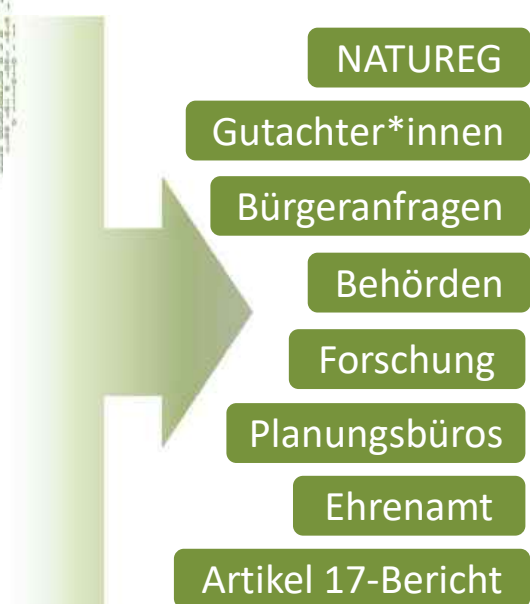 NATUREG
Gutachter*innen
Bürgeranfragen
Behörden
Forschung
Planungsbüros
Ehrenamt
Artikel 17-Bericht